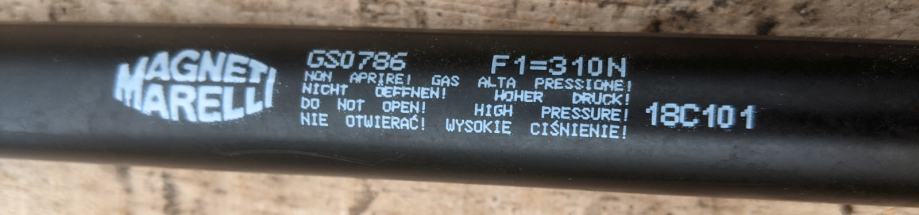 MAGNETI
MARELLI
GS0786 F1=310N
NON APRIRE! GAS ALTA PRESSIONE!
NICHT OEFFNEN! HOHER DRUCK!
DO NOT OPEN! HIGH PRESSURE!
NIE OTWIERAĆ! WYSOKIE CIŚNIENIE!
18C101